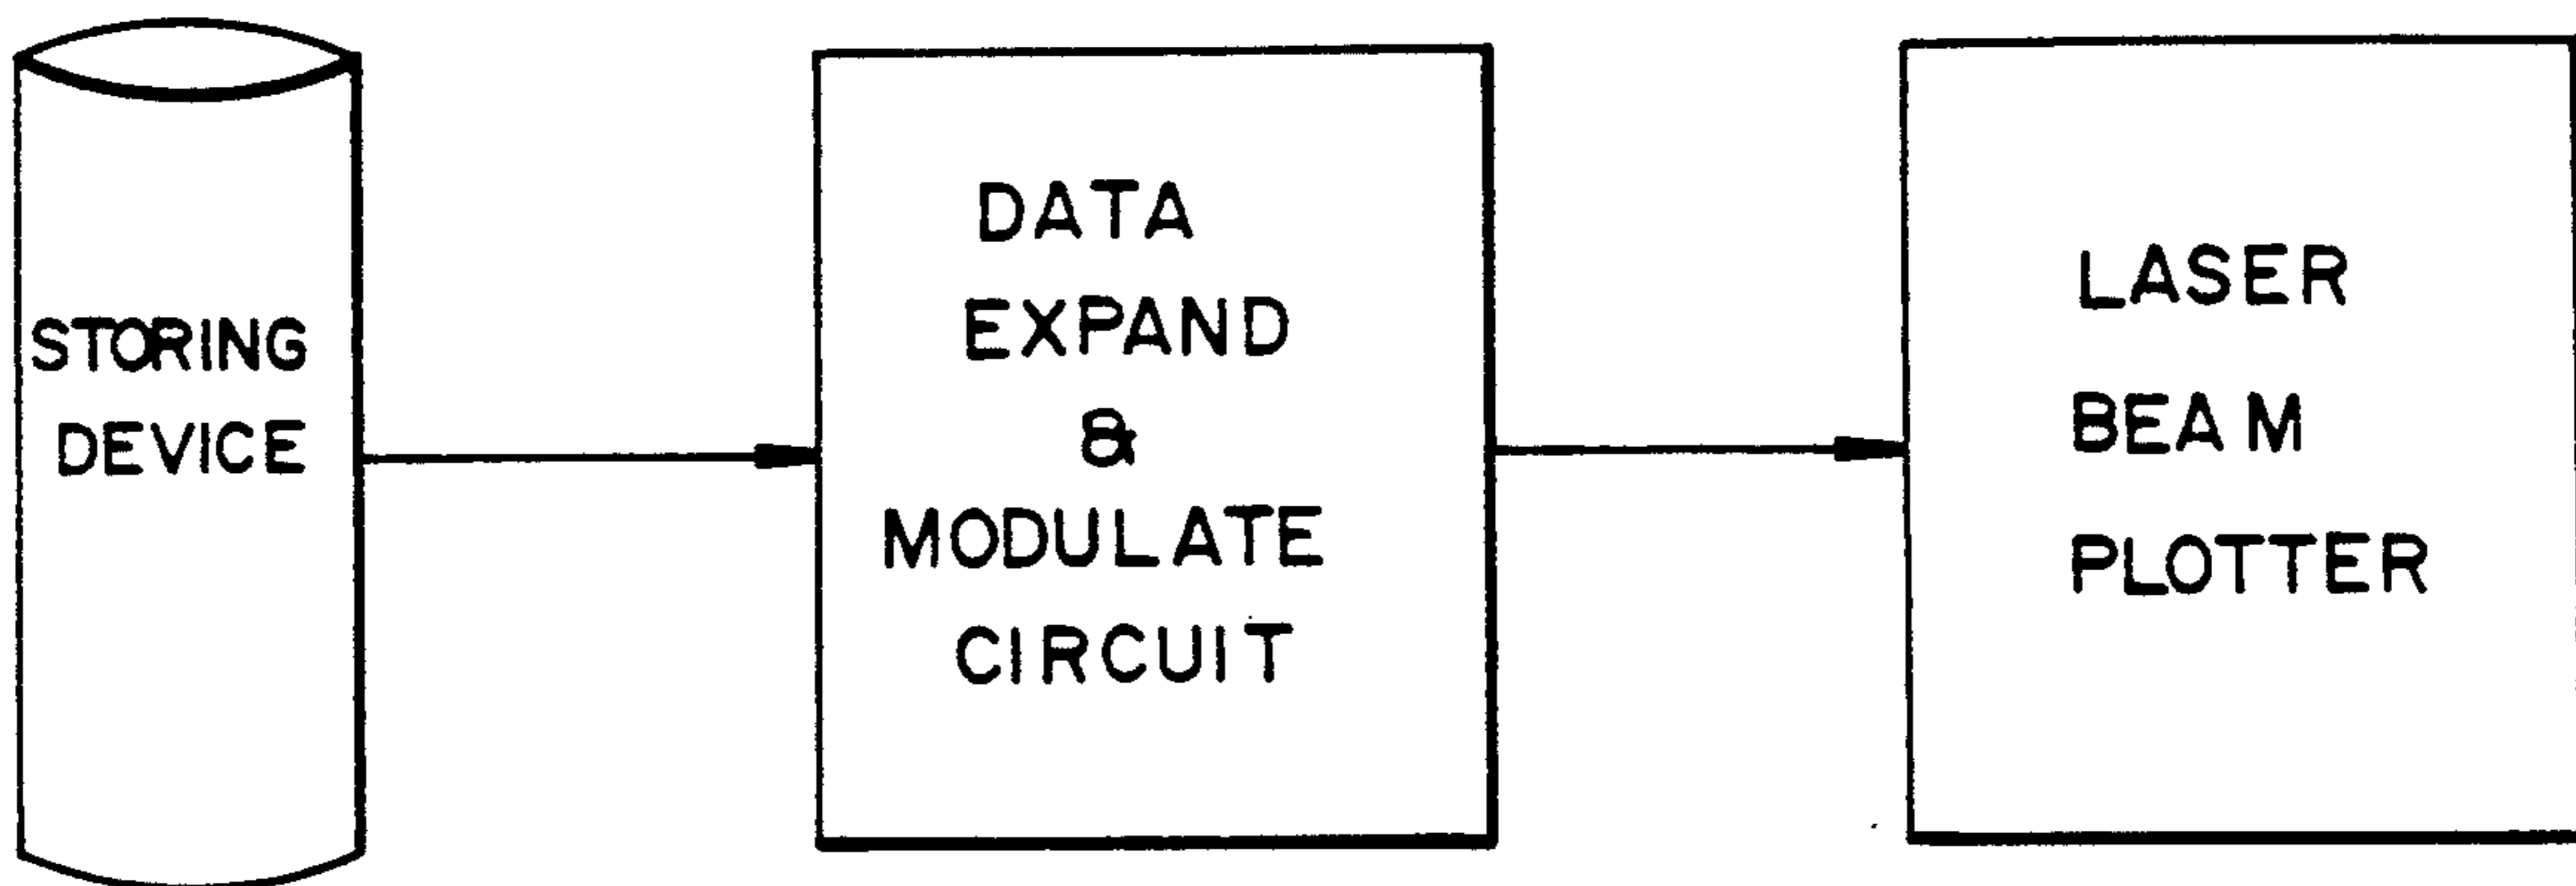 STORING
DEVICE
DATA
EXPAND
&
MODULATE
CIRCUIT
LASER
BEAM
PLOTTER